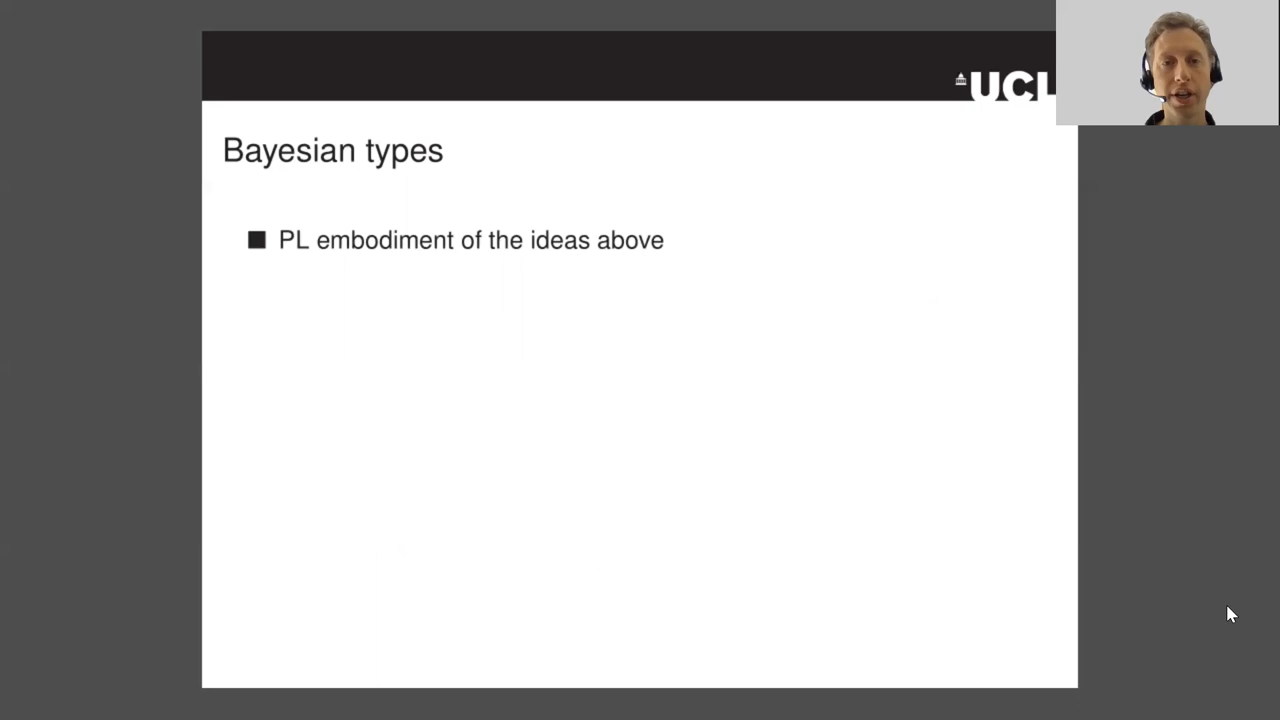 UCL
Bayesian types
PL embodiment of the ideas above